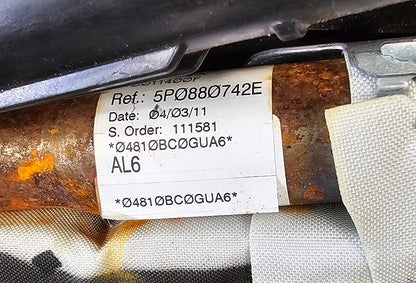 Ref.: 5PØ88Ø742E
Date: Ø4/Ø3/11
S. Order: 111581
*Ø481ØBCØGUA6*
AL6
*Ø481ØBCØGUA6*